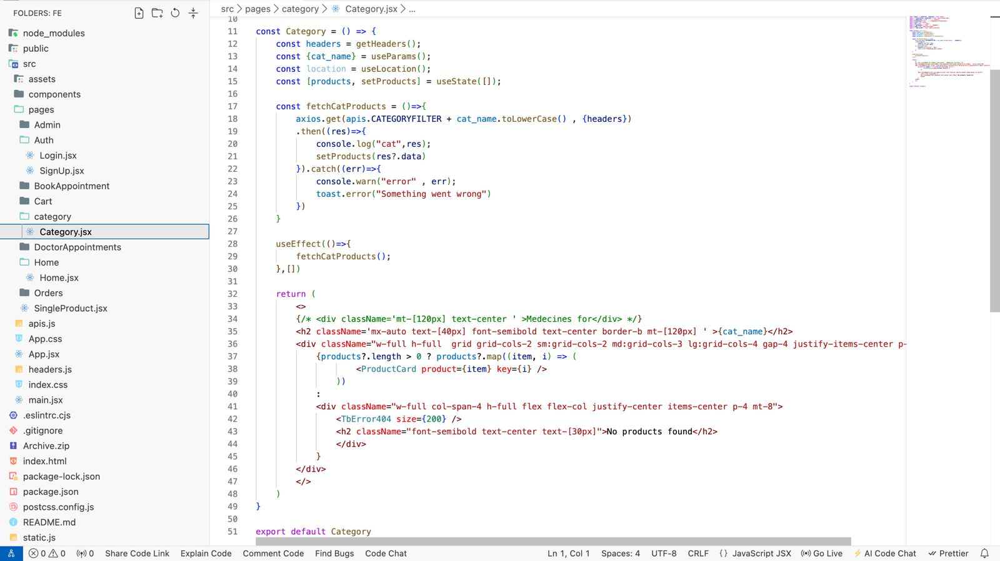 FOLDERS: FE
node_modules
public
src
assets
components
pages
Admin
Auth
Login.jsx
SignUp.jsx
BookAppointment
Cart
category
Category.jsx
DoctorAppointments
Home
Home.jsx
Orders
SingleProduct.jsx
apis.js
App.css
App.jsx
headers.js
index.css
main.jsx
.eslintrc.cjs
.gitignore
Archive.zip
index.html
package-lock.json
package.json
postcss.config.js
README.md
static.js
src > pages > category > Category.jsx > ...
10
11 const Category = () => {
12 const headers = getHeaders();
13 const {cat_name} = useParams();
14 const location = useLocation();
15 const [products, setProducts] = useState([]);
16
17 const fetchCatProducts = ()=>{
18 axios.get(apis.CATEGORYFILTER + cat_name.toLowerCase() , {headers})
19 .then((res)=>{
20 console.log("cat",res);
21 setProducts(res?.data)
22 }).catch((err)=>{
23 console.warn("error" , err);
24 toast.error("Something went wrong")
25 })
26 }
27
28 useEffect(()=>{
29 fetchCatProducts();
30 },[])
31
32 return (
33 <>
34 {/* <div className='mt-[120px] text-center ' >Medecines for</div> */}
35 <h2 className='mx-auto text-[40px] font-semibold text-center border-b mt-[120px] ' >{cat_name}</h2>
36 <div className="w-full h-full  grid grid-cols-2 sm:grid-cols-2 md:grid-cols-3 lg:grid-cols-4 gap-4 justify-items-center p-
37 {products?.length > 0 ? products?.map((item, i) => (
38 <ProductCard product={item} key={i} />
39 ))
40 :
41 <div className="w-full col-span-4 h-full flex flex-col justify-center items-center p-4 mt-8">
42 <TbError404 size={200} />
43 <h2 className="font-semibold text-center text-[30px]">No products found</h2>
44 </div>
45 }
46 </div>
47 </>
48 )
49 }
50
51 export default Category
0 0 0 Share Code Link Explain Code Comment Code Find Bugs Code Chat Ln 1, Col 1 Spaces: 4 UTF-8 CRLF {} JavaScript JSX Go Live AI Code Chat Prettier